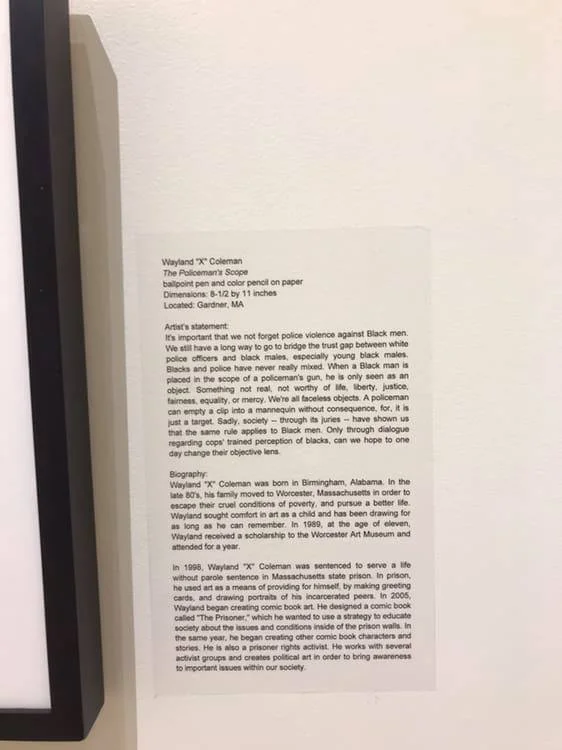 Wayland "X" Coleman
The Policeman's Scope
ballpoint pen and color pencil on paper
Dimensions: 8-1/2 by 11 inches
Located: Gardner, MA
Artist's statement:
It's important that we not forget police violence against Black men.
We still have a long way to go to bridge the trust gap between white
police officers and black males, especially young black males.
Blacks and police have never really mixed. When a Black man is
placed in the scope of a policeman's gun, he is only seen as an
object. Something not real, not worthy of life, liberty, justice,
fairness, equality, or mercy. We're all faceless objects. A policeman
can empty a clip into a mannequin without consequence, for, it is
just a target. Sadly, society -- through its juries -- have shown us
that the same rule applies to Black men. Only through dialogue
regarding cops' trained perception of blacks, can we hope to one
day change their objective lens.
Biography:
Wayland "X" Coleman was born in Birmingham, Alabama. In the
late 80's, his family moved to Worcester, Massachusetts in order to
escape their cruel conditions of poverty, and pursue a better life.
Wayland sought comfort in art as a child and has been drawing for
as long as he can remember. In 1989, at the age of eleven,
Wayland received a scholarship to the Worcester Art Museum and
attended for a year.
In 1998, Wayland "X" Coleman was sentenced to serve a life
without parole sentence in Massachusetts state prison. In prison,
he used art as a means of providing for himself, by making greeting
cards, and drawing portraits of his incarcerated peers. In 2005,
Wayland began creating comic book art. He designed a comic book
called "The Prisoner," which he wanted to use a strategy to educate
society about the issues and conditions inside of the prison walls. In
the same year, he began creating other comic book characters and
stories. He is also a prisoner rights activist. He works with several
activist groups and creates political art in order to bring awareness
to important issues within our society.